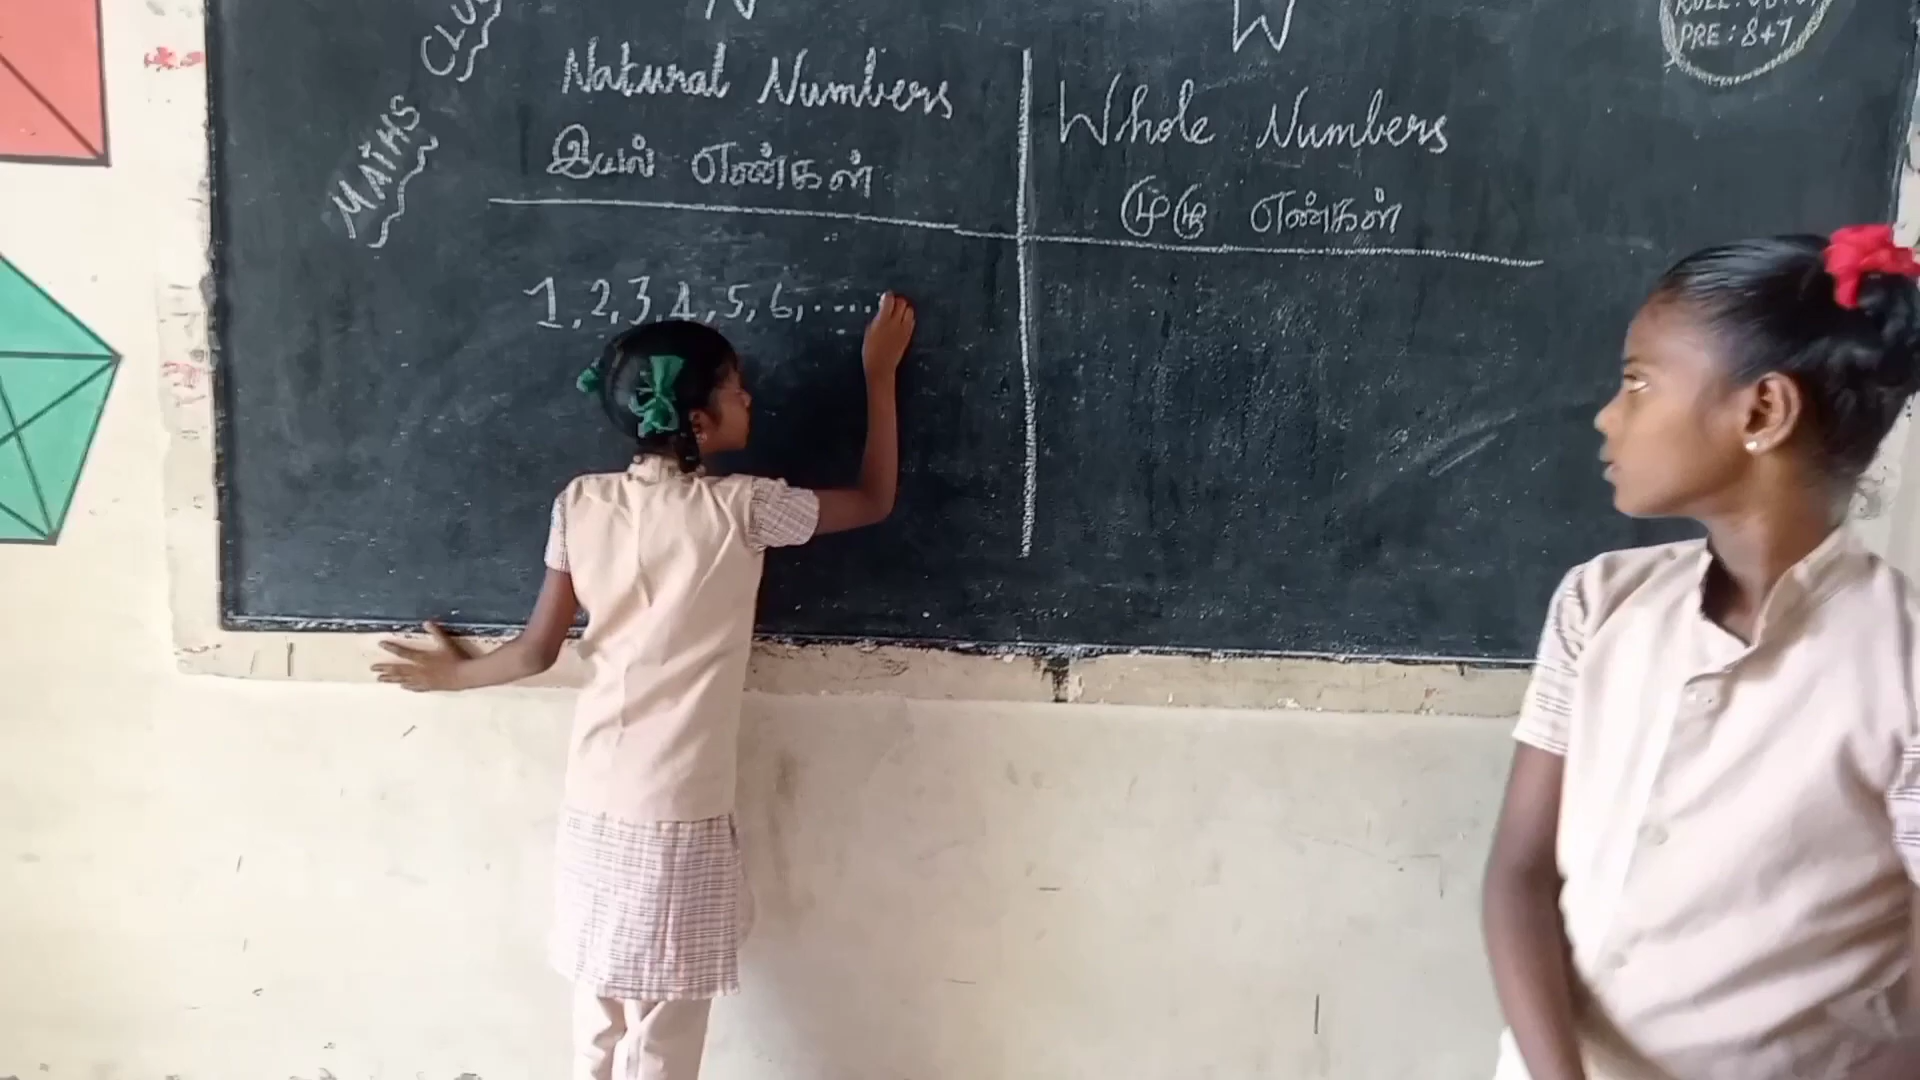 MATHS CLUB
N
Natural Numbers
இயல் எண்கள்
1, 2, 3, 4, 5, 6, .....
W
Whole Numbers
முழு எண்கள்
PRE : 8+7